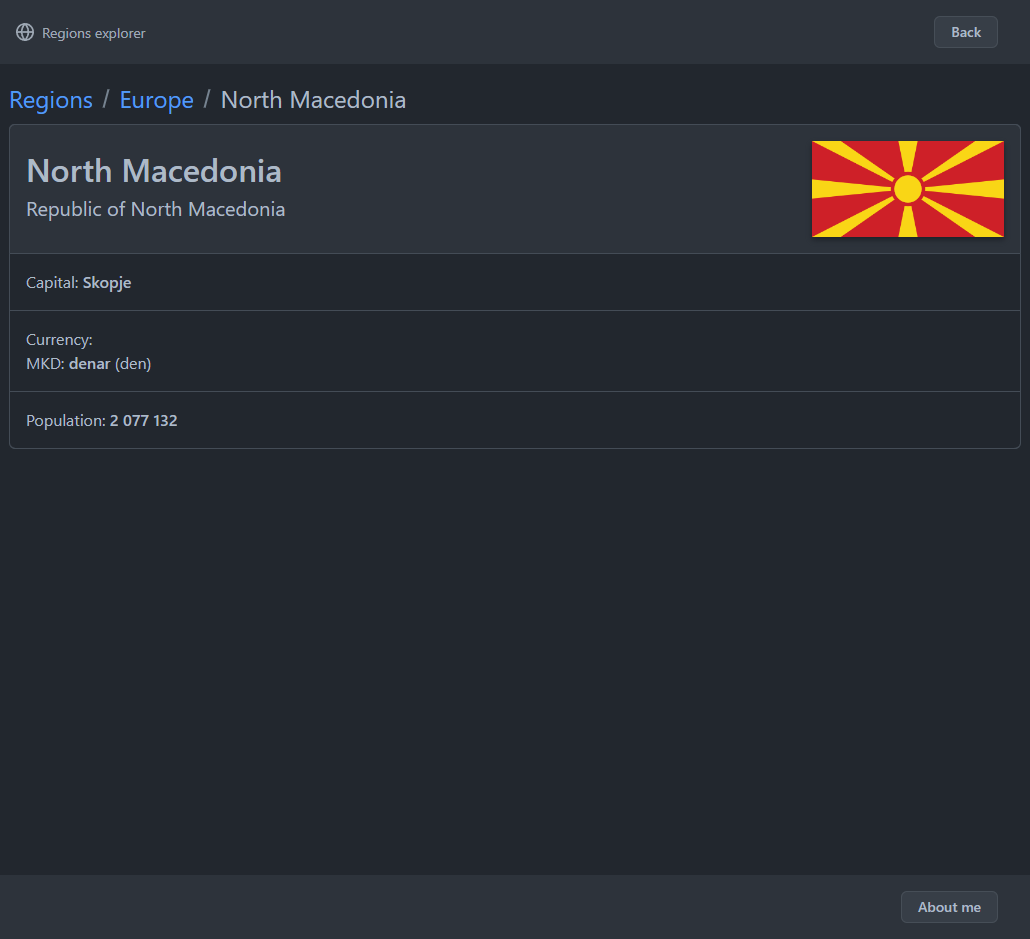 Regions explorer
Back
Regions / Europe / North Macedonia
North Macedonia
Republic of North Macedonia
Capital: Skopje
Currency:
MKD: denar (den)
Population: 2 077 132
About me